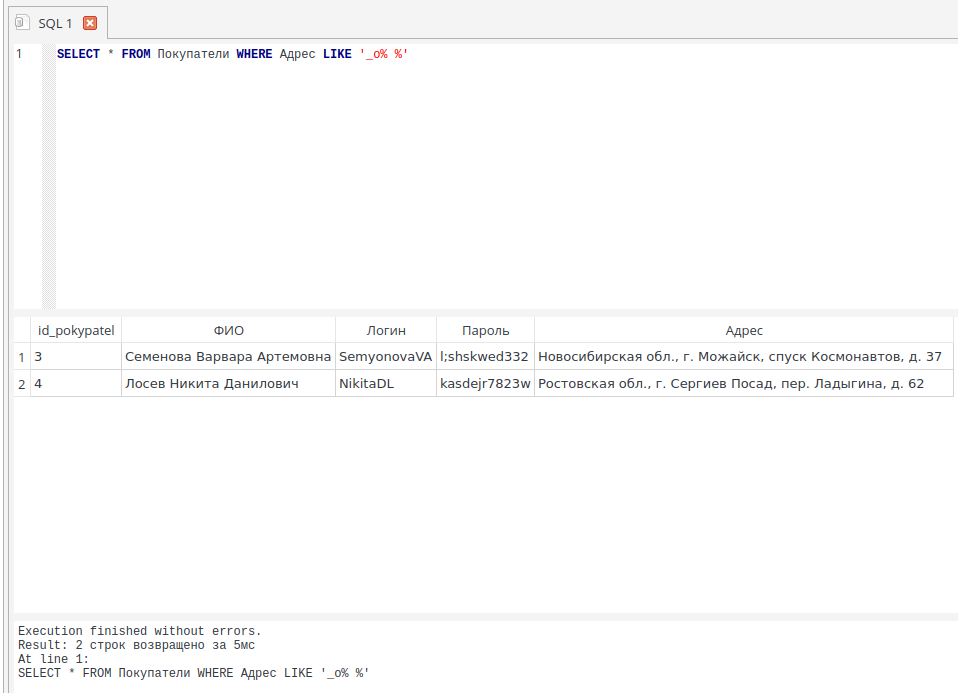 SQL 1
1 SELECT * FROM Покупатели WHERE Адрес LIKE '_о% %'
id_pokypatel ФИО Логин Пароль Адрес
1 3 Семенова Варвара Артемовна SemyonovaVA l;shskwed332 Новосибирская обл., г. Можайск, спуск Космонавтов, д. 37
2 4 Лосев Никита Данилович NikitaDL kasdejr7823w Ростовская обл., г. Сергиев Посад, пер. Ладыгина, д. 62
Execution finished without errors.
Result: 2 строк возвращено за 5мс
At line 1:
SELECT * FROM Покупатели WHERE Адрес LIKE '_о% %'